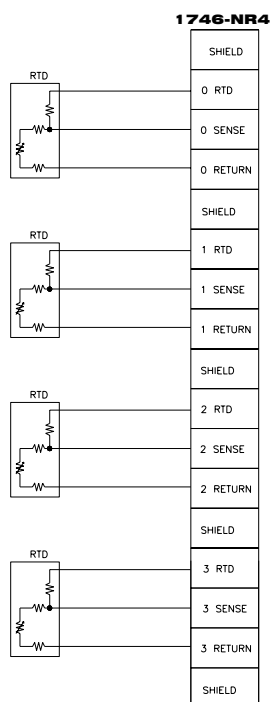 1746-NR4
SHIELD
RTD
0 RTD
0 SENSE
0 RETURN
SHIELD
RTD
1 RTD
1 SENSE
1 RETURN
SHIELD
RTD
2 RTD
2 SENSE
2 RETURN
SHIELD
RTD
3 RTD
3 SENSE
3 RETURN
SHIELD